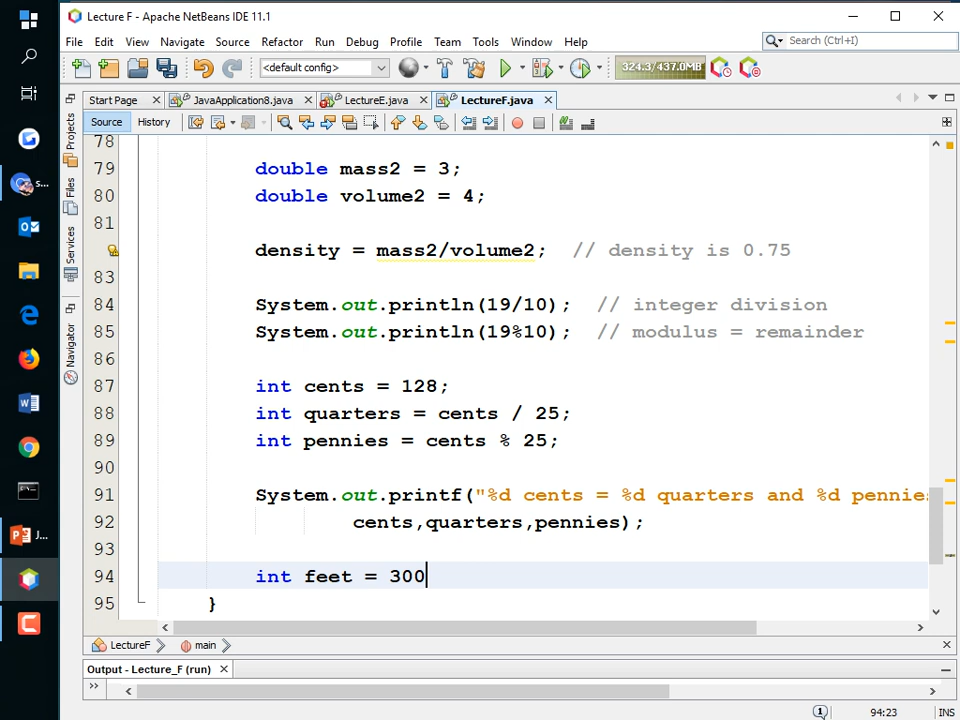 Lecture F - Apache NetBeans IDE 11.1
File Edit View Navigate Source Refactor Run Debug Profile Team Tools Window Help
Search (Ctrl+I)
<default config>
324.3/437.0MB
Start Page
JavaApplication8.java
LectureE.java
LectureF.java
Source
History
Projects
Files
Services
Navigator
s...
J...
78
79 double mass2 = 3;
80 double volume2 = 4;
81
density = mass2/volume2; // density is 0.75
83
84 System.out.println(19/10); // integer division
85 System.out.println(19%10); // modulus = remainder
86
87 int cents = 128;
88 int quarters = cents / 25;
89 int pennies = cents % 25;
90
91 System.out.printf("%d cents = %d quarters and %d pennies
92 cents,quarters,pennies);
93
94 int feet = 300
95 }
LectureF
main
Output - Lecture_F (run)
1
94:23
INS